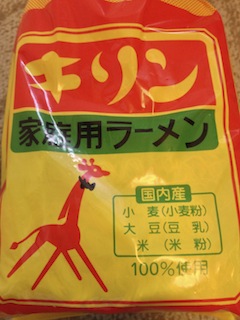 キリン
家庭用ラーメン
国内産
小麦(小麦粉)
大豆(豆乳)
米(米粉)
100%使用